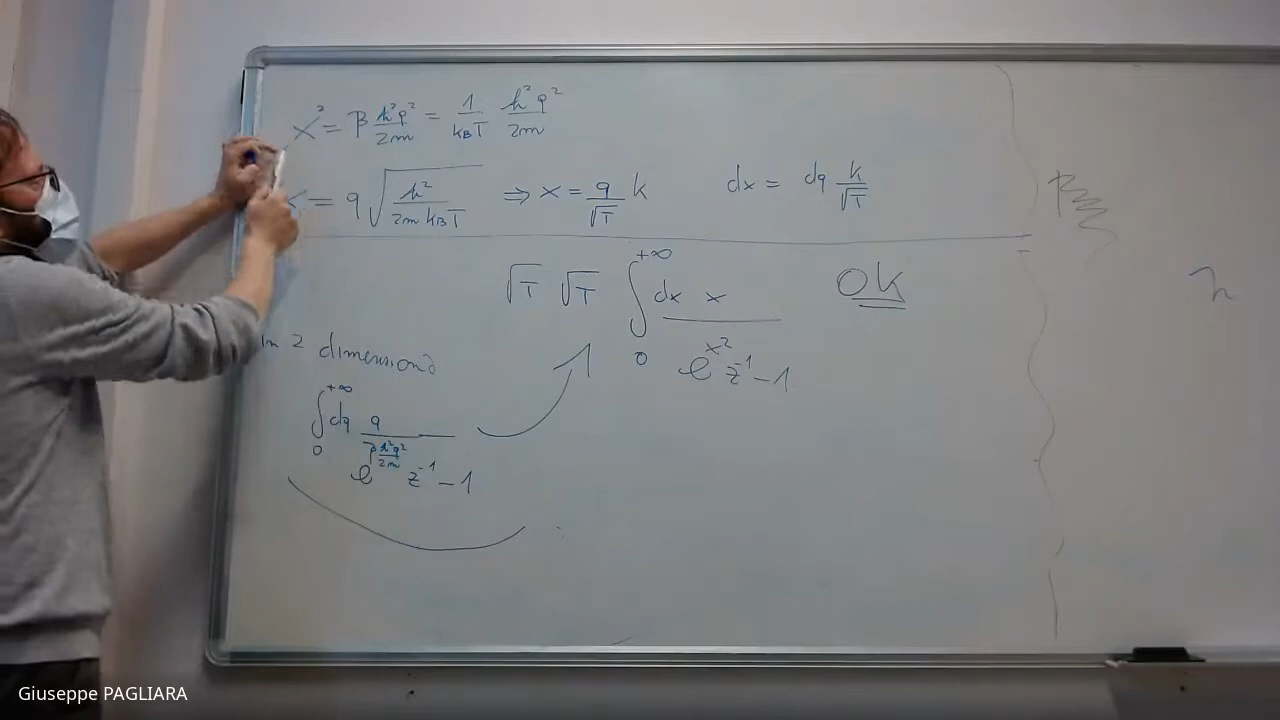 x² = β ħ²q²/2m = 1/k_BT ħ²q²/2m
x = q √(ħ²/2m k_BT) ⇒ x = q/√T k dx = dq k/√T
√T √T ∫₀^{+∞} dx x / e^{x²} z⁻¹ – 1 OK
In 2 dimensions
∫₀^{+∞} dq q / e^{β ħ²q²/2m} z⁻¹ – 1
Giuseppe PAGLIARA